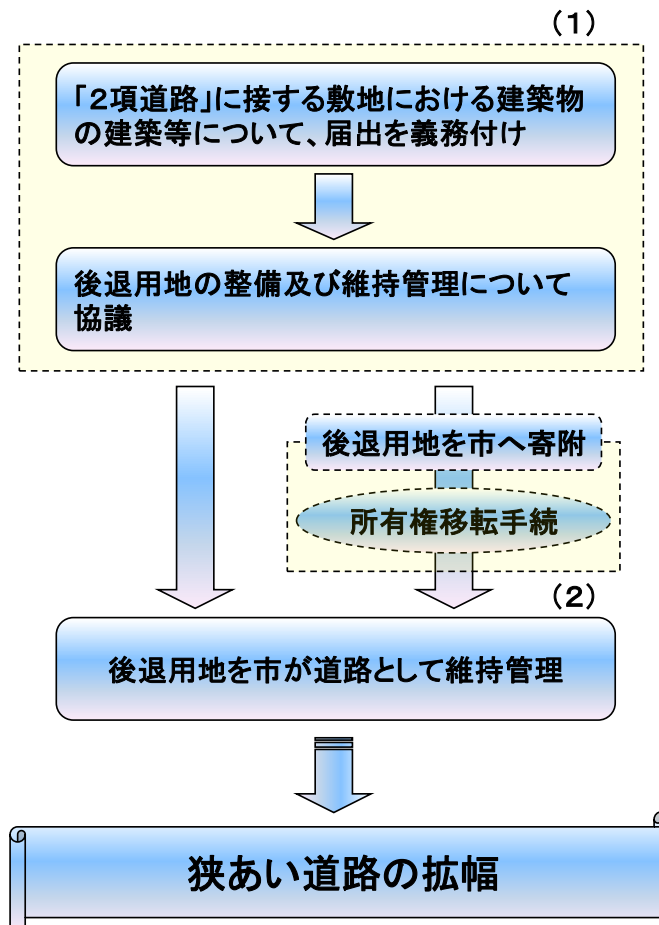 (1)
「2項道路」に接する敷地における建築物
の建築等について、届出を義務付け
後退用地の整備及び維持管理について
協議
後退用地を市へ寄附
所有権移転手続
(2)
後退用地を市が道路として維持管理
狭あい道路の拡幅